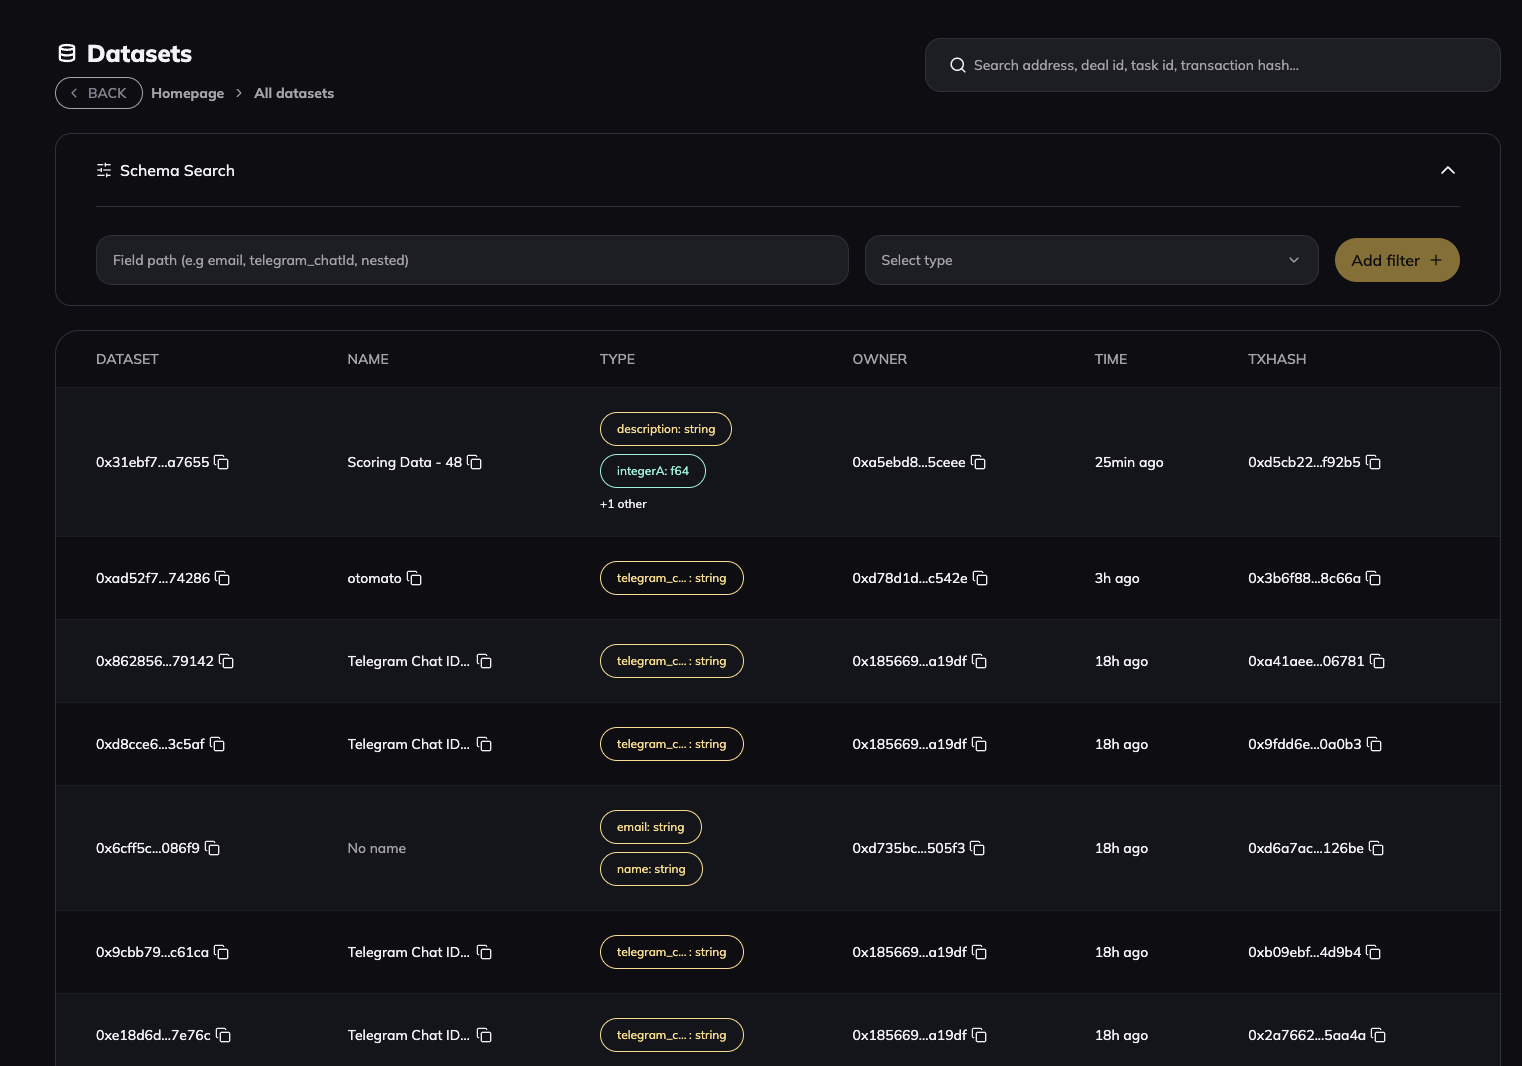 Datasets
Search address, deal id, task id, transaction hash...
BACK Homepage > All datasets
Schema Search
Field path (e.g email, telegram_chatId, nested) Select type Add filter +
DATASET NAME TYPE OWNER TIME TXHASH
description: string
0x31ebf7...a7655 Scoring Data - 48 integerA: f64 0xa5ebd8...5ceee 25min ago 0xd5cb22...f92b5
+1 other
0xad52f7...74286 otomato telegram_c... : string 0xd78d1d...c542e 3h ago 0x3b6f88...8c66a
0x862856...79142 Telegram Chat ID... telegram_c... : string 0x185669...a19df 18h ago 0xa41aee...06781
0xd8cce6...3c5af Telegram Chat ID... telegram_c... : string 0x185669...a19df 18h ago 0x9fdd6e...0a0b3
email: string
0x6cff5c...086f9 No name 0xd735bc...505f3 18h ago 0xd6a7ac...126be
name: string
0x9cbb79...c61ca Telegram Chat ID... telegram_c... : string 0x185669...a19df 18h ago 0xb09ebf...4d9b4
0xe18d6d...7e76c Telegram Chat ID... telegram_c... : string 0x185669...a19df 18h ago 0x2a7662...5aa4a